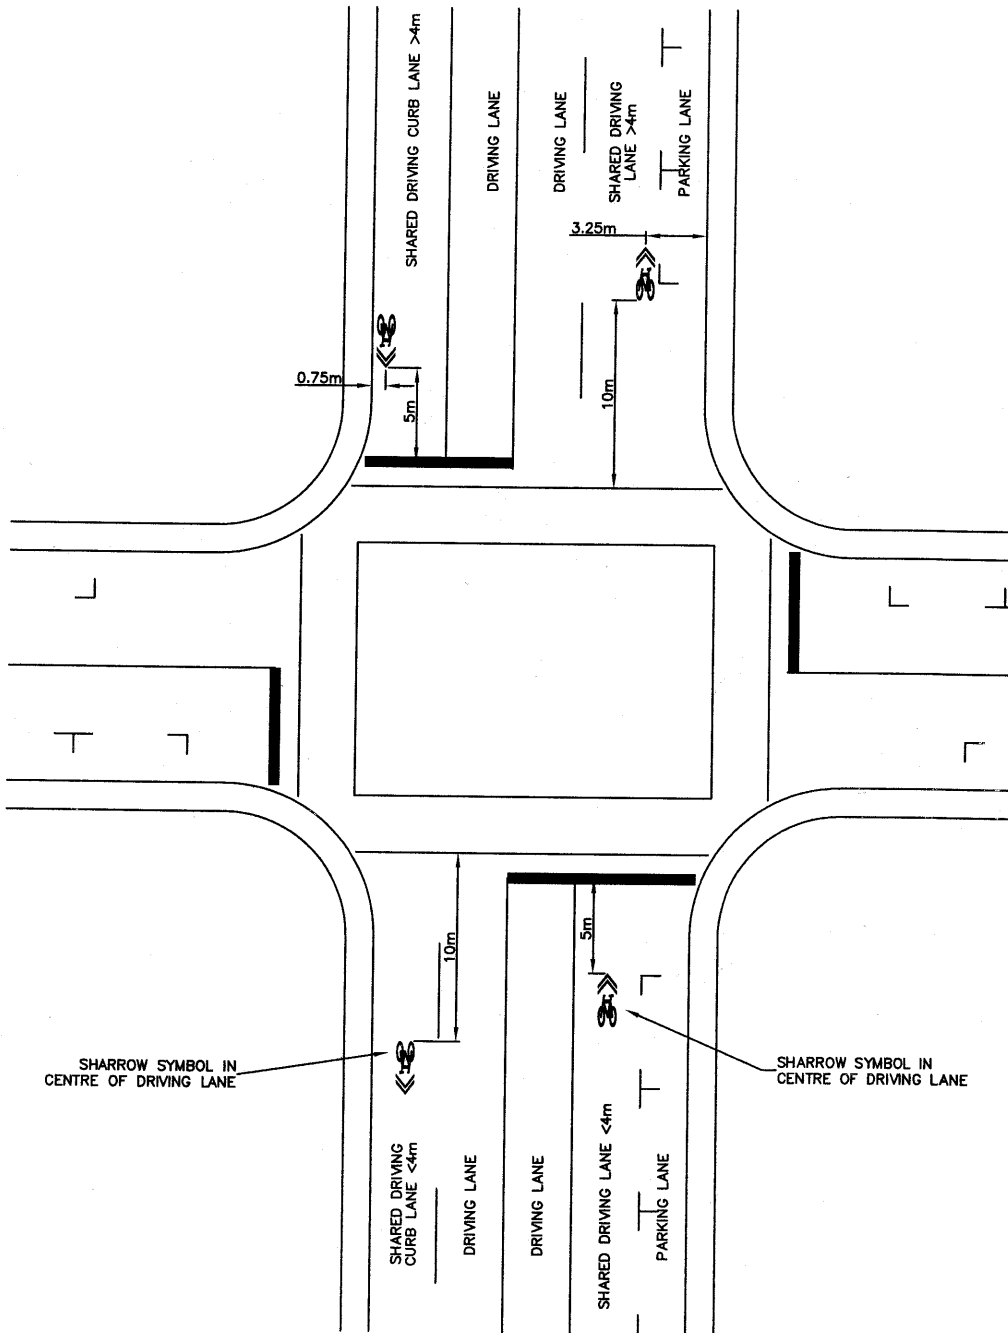 SHARED DRIVING CURB LANE >4m
DRIVING LANE
DRIVING LANE
SHARED DRIVING
LANE >4m
PARKING LANE
3.25m
0.75m
5m
10m
10m
5m
SHARROW SYMBOL IN
CENTRE OF DRIVING LANE
SHARROW SYMBOL IN
CENTRE OF DRIVING LANE
SHARED DRIVING
CURB LANE <4m
DRIVING LANE
DRIVING LANE
SHARED DRIVING LANE <4m
PARKING LANE